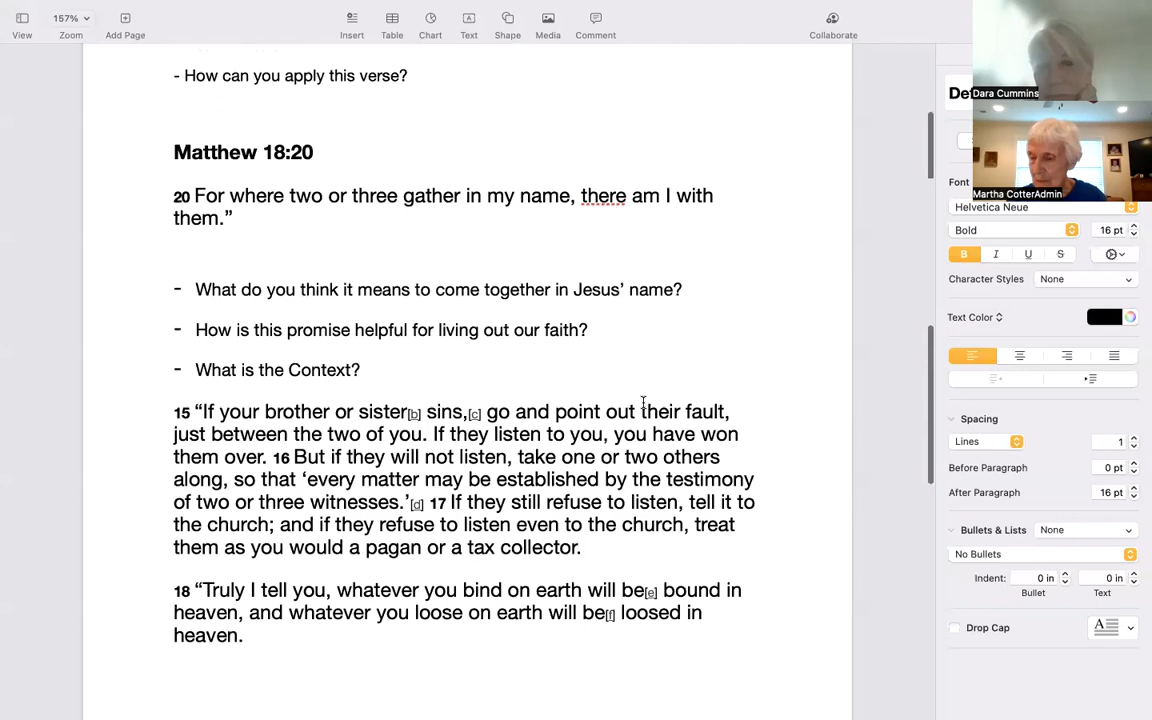 157%
View
Zoom
Add Page
Insert
Table
Chart
Text
Shape
Media
Comment
Collaborate
- How can you apply this verse?
Matthew 18:20
20 For where two or three gather in my name, there am I with
them.”
- What do you think it means to come together in Jesus’ name?
- How is this promise helpful for living out our faith?
- What is the Context?
15 “If your brother or sister[b] sins,[c] go and point out their fault,
just between the two of you. If they listen to you, you have won
them over. 16 But if they will not listen, take one or two others
along, so that ‘every matter may be established by the testimony
of two or three witnesses.’[d] 17 If they still refuse to listen, tell it to
the church; and if they refuse to listen even to the church, treat
them as you would a pagan or a tax collector.
18 “Truly I tell you, whatever you bind on earth will be[e] bound in
heaven, and whatever you loose on earth will be[f] loosed in
heaven.
Dara Cummins
Martha CotterAdmin
Font
Helvetica Neue
Bold
16 pt
B I U S
Character Styles
None
Text Color
Spacing
Lines
1
Before Paragraph
0 pt
After Paragraph
16 pt
Bullets & Lists
None
No Bullets
Indent:
0 in
0 in
Bullet
Text
Drop Cap